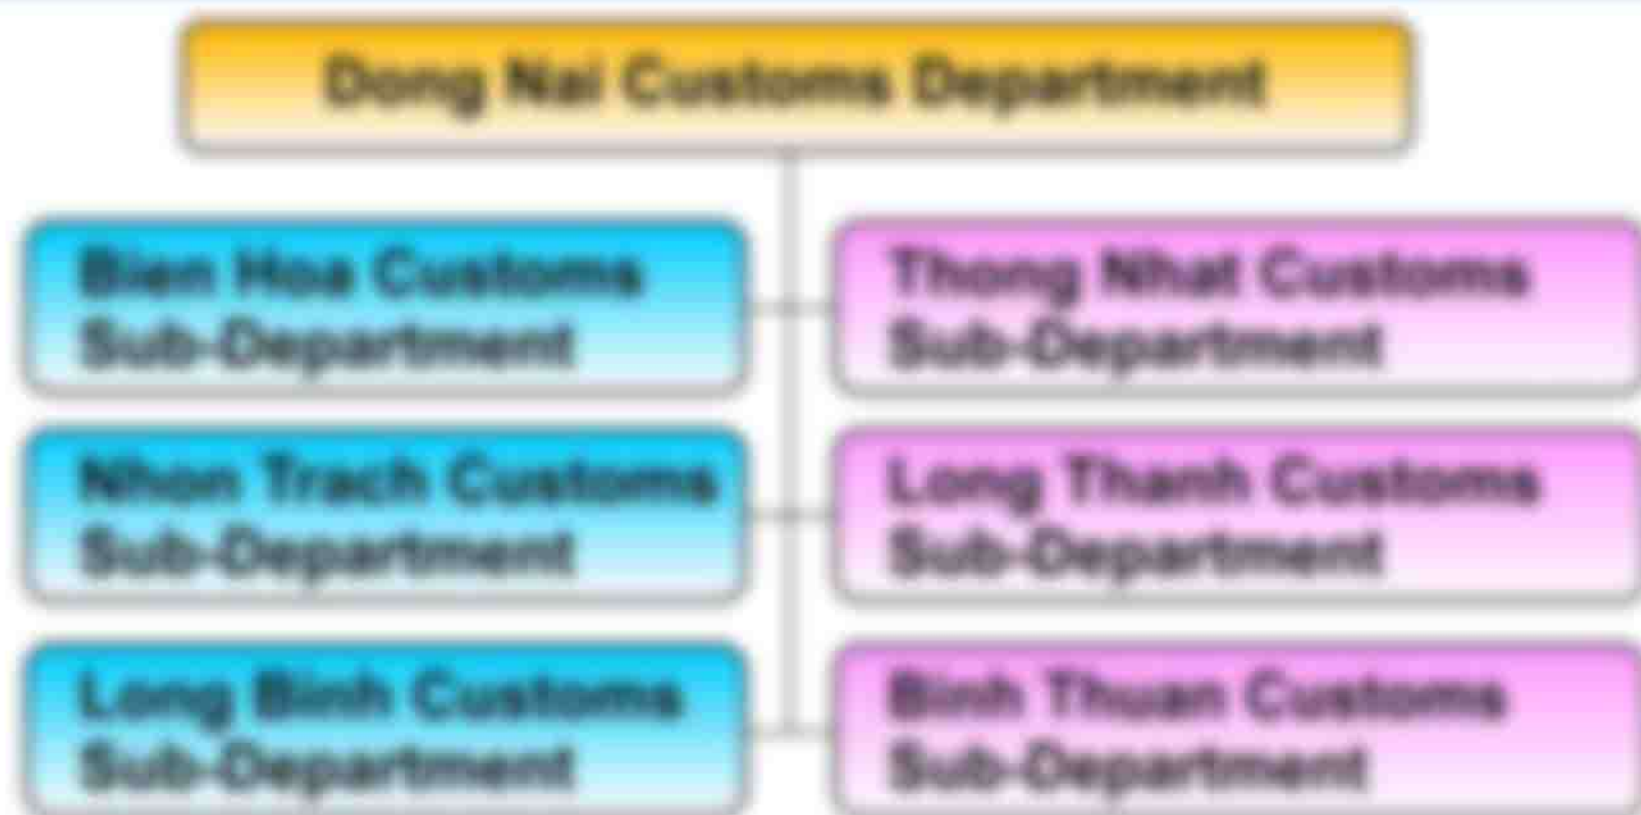 Dong Nai Customs Department
Bien Hoa Customs
Sub-Department
Thong Nhat Customs
Sub-Department
Nhon Trach Customs
Sub-Department
Long Thanh Customs
Sub-Department
Long Binh Customs
Sub-Department
Binh Thuan Customs
Sub-Department